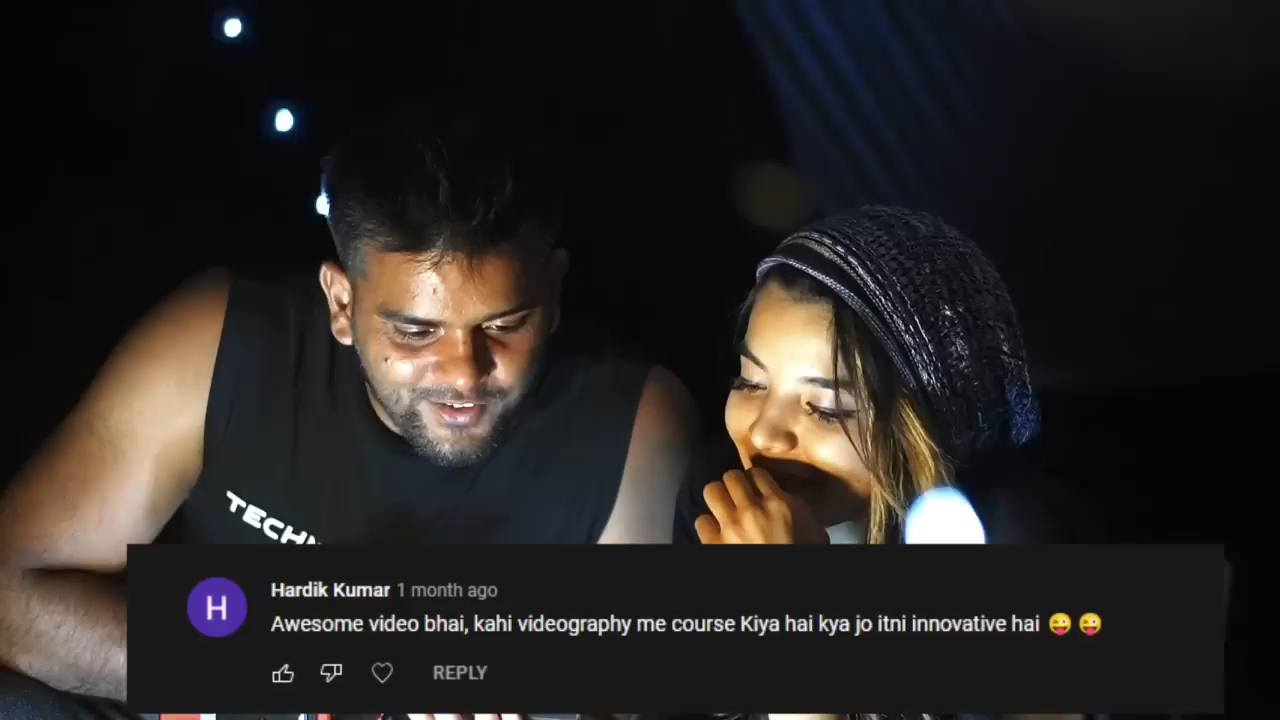 TECHN
H
Hardik Kumar 1 month ago
Awesome video bhai, kahi videography me course Kiya hai kya jo itni innovative hai 😜 😜
REPLY